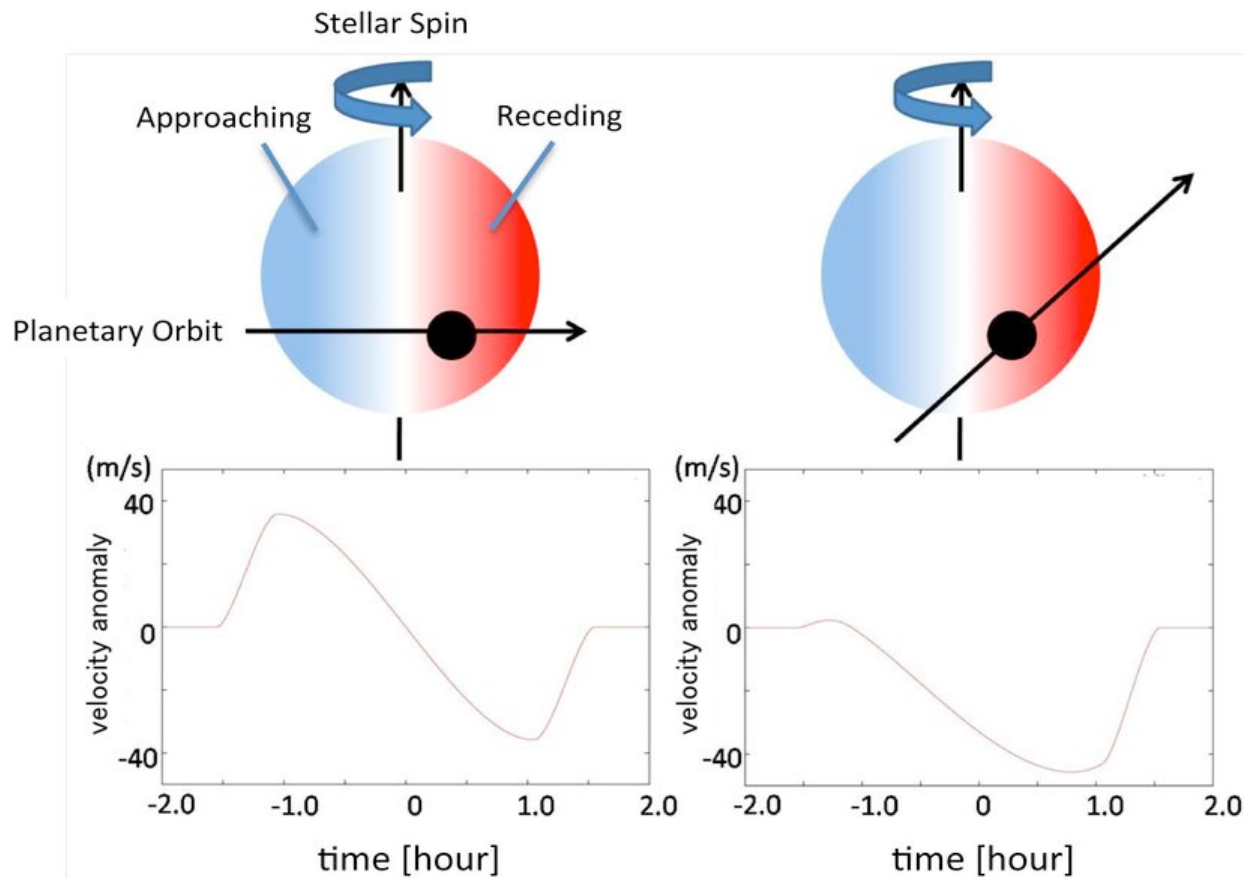 Stellar Spin
Approaching
Receding
Planetary Orbit
(m/s)
40
0
-40
velocity anomaly
-2.0 -1.0 0 1.0 2.0
time [hour]
(m/s)
40
0
-40
velocity anomaly
-2.0 -1.0 0 1.0 2.0
time [hour]